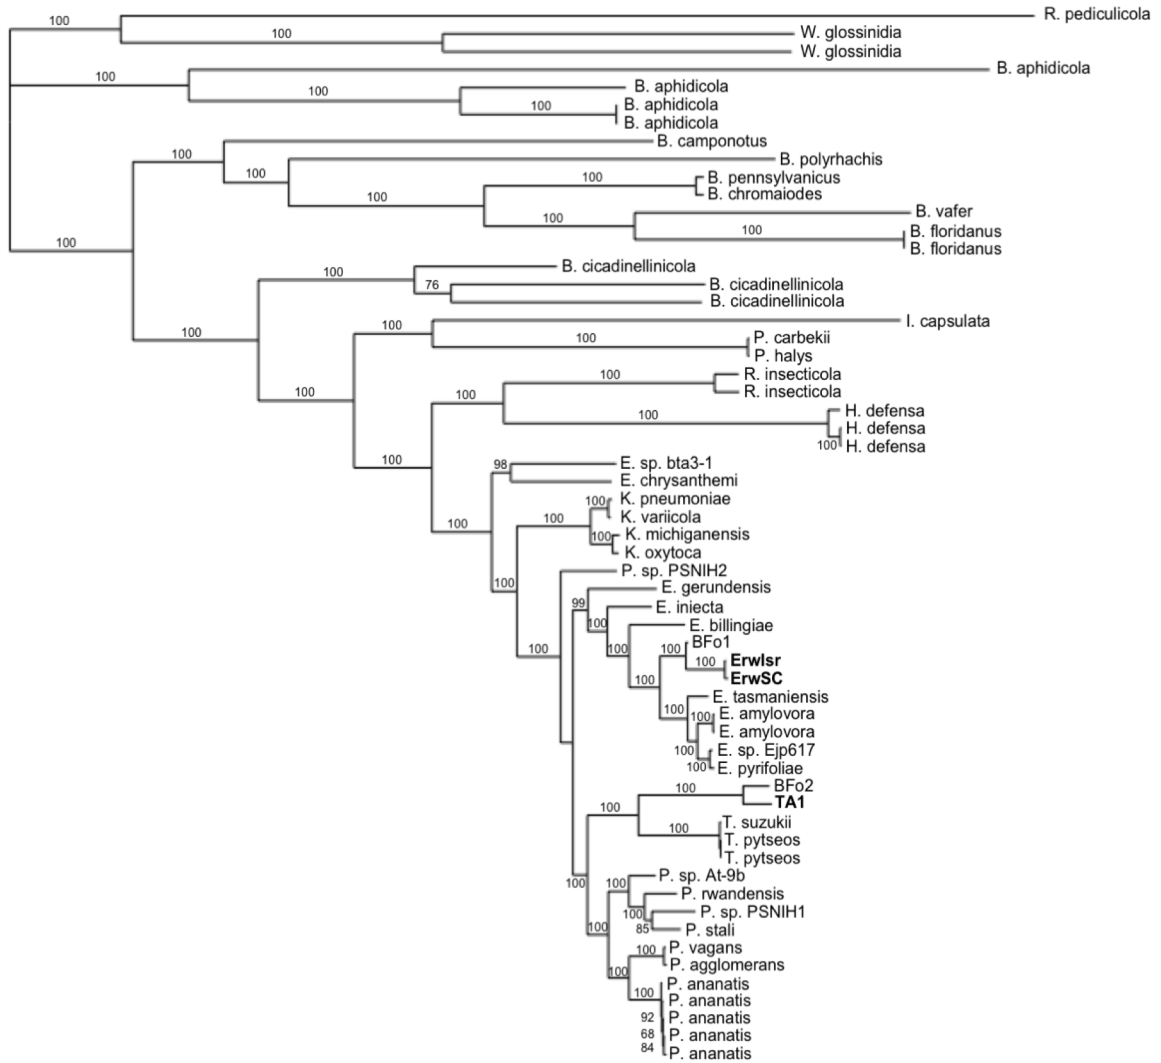 100
R. pediculicola
100
W. glossinidia
W. glossinidia
100
B. aphidicola
100
B. aphidicola
100
B. aphidicola
B. aphidicola
100
B. camponotus
100
B. polyrhachis
100
100
B. pennsylvanicus
B. chromaiodes
100
B. vafer
100
B. floridanus
B. floridanus
100
100
B. cicadinellinicola
76
B. cicadinellinicola
B. cicadinellinicola
100
100
I. capsulata
100
P. carbekii
P. halys
100
100
100
R. insecticola
R. insecticola
100
H. defensa
H. defensa
100
H. defensa
100
98
E. sp. bta3-1
E. chrysanthemi
100
100
100
K. pneumoniae
K. variicola
100
K. michiganensis
K. oxytoca
100
P. sp. PSNIH2
99
E. gerundensis
100
E. iniecta
100
E. billingiae
100
100
BFo1
100
ErwIsr
ErwSC
100
E. tasmaniensis
100
E. amylovora
E. amylovora
100
E. sp. Ejp617
100
E. pyrifoliae
100
100
100
BFo2
TA1
100
T. suzukii
T. pytseos
T. pytseos
100
100
P. sp. At-9b
100
P. rwandensis
85
P. sp. PSNIH1
P. stali
100
100
P. vagans
P. agglomerans
100
P. ananatis
P. ananatis
92
P. ananatis
68
P. ananatis
84
P. ananatis